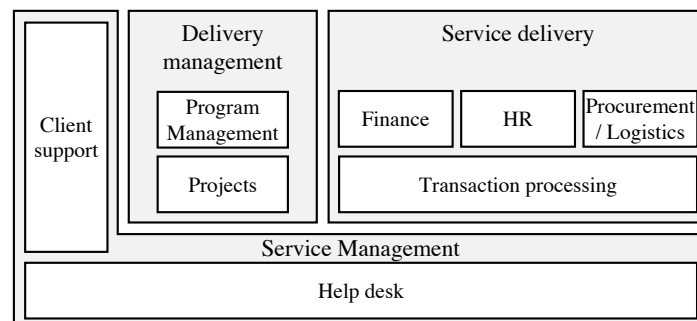 Client
support
Delivery
management
Program
Management
Projects
Service delivery
Finance
HR
Procurement
/ Logistics
Transaction processing
Service Management
Help desk